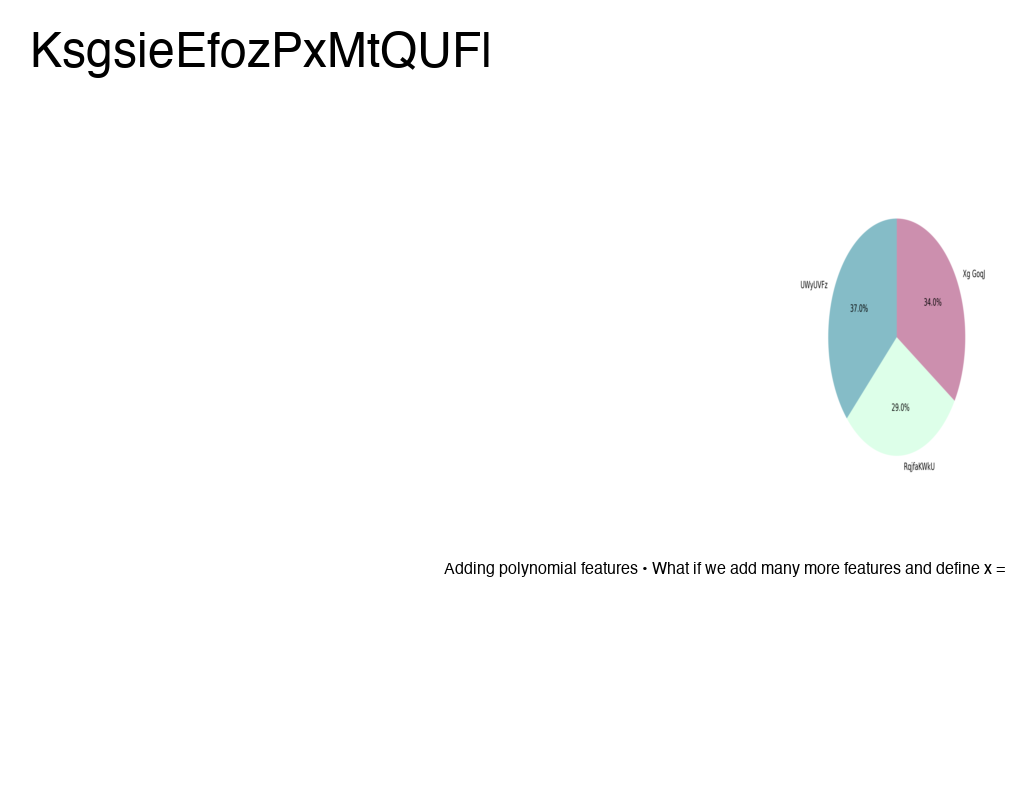 KsgsieEfozPxMtQUFl
Xg GoqJ
UWyUVFz
34.0%
37.0%
29.0%
RqjfaKWkU
Adding polynomial features • What if we add many more features and define x =